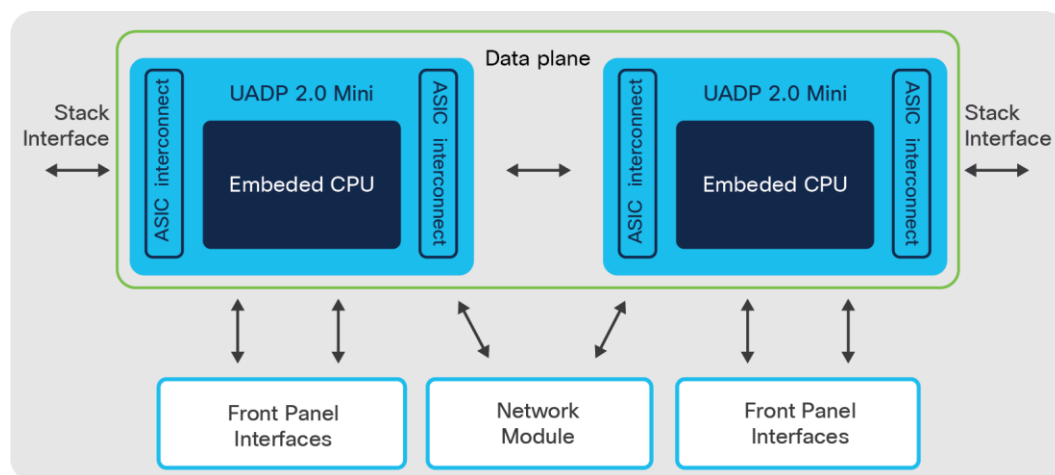 Data plane
Stack
Interface
ASIC interconnect
UADP 2.0 Mini
Embeded CPU
ASIC interconnect
ASIC interconnect
UADP 2.0 Mini
Embeded CPU
ASIC interconnect
Stack
Interface
Front Panel
Interfaces
Network
Module
Front Panel
Interfaces